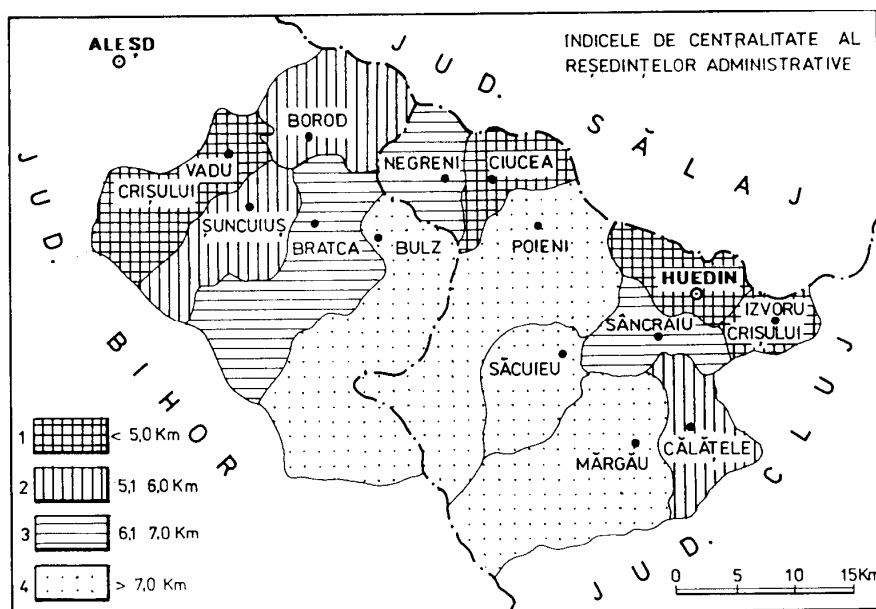 ALEȘD
INDICELE DE CENTRALITATE AL
REȘEDINȚELOR ADMINISTRATIVE
JUD. SĂLAJ
JUD. BIHOR
JUD. CLUJ
BOROD
VADU
CRIȘULUI
NEGRENI
CIUCEA
ȘUNCUIUȘ
BRATCA
BULZ
POIENI
HUEDIN
IZVORU
CRIȘULUI
SÂNCRAIU
SĂCUIEU
MĂRGĂU
CĂLĂȚELE
1 < 5,0 Km
2 5,1 6,0 Km
3 6,1 7,0 Km
4 > 7,0 Km
0 5 10 15Km